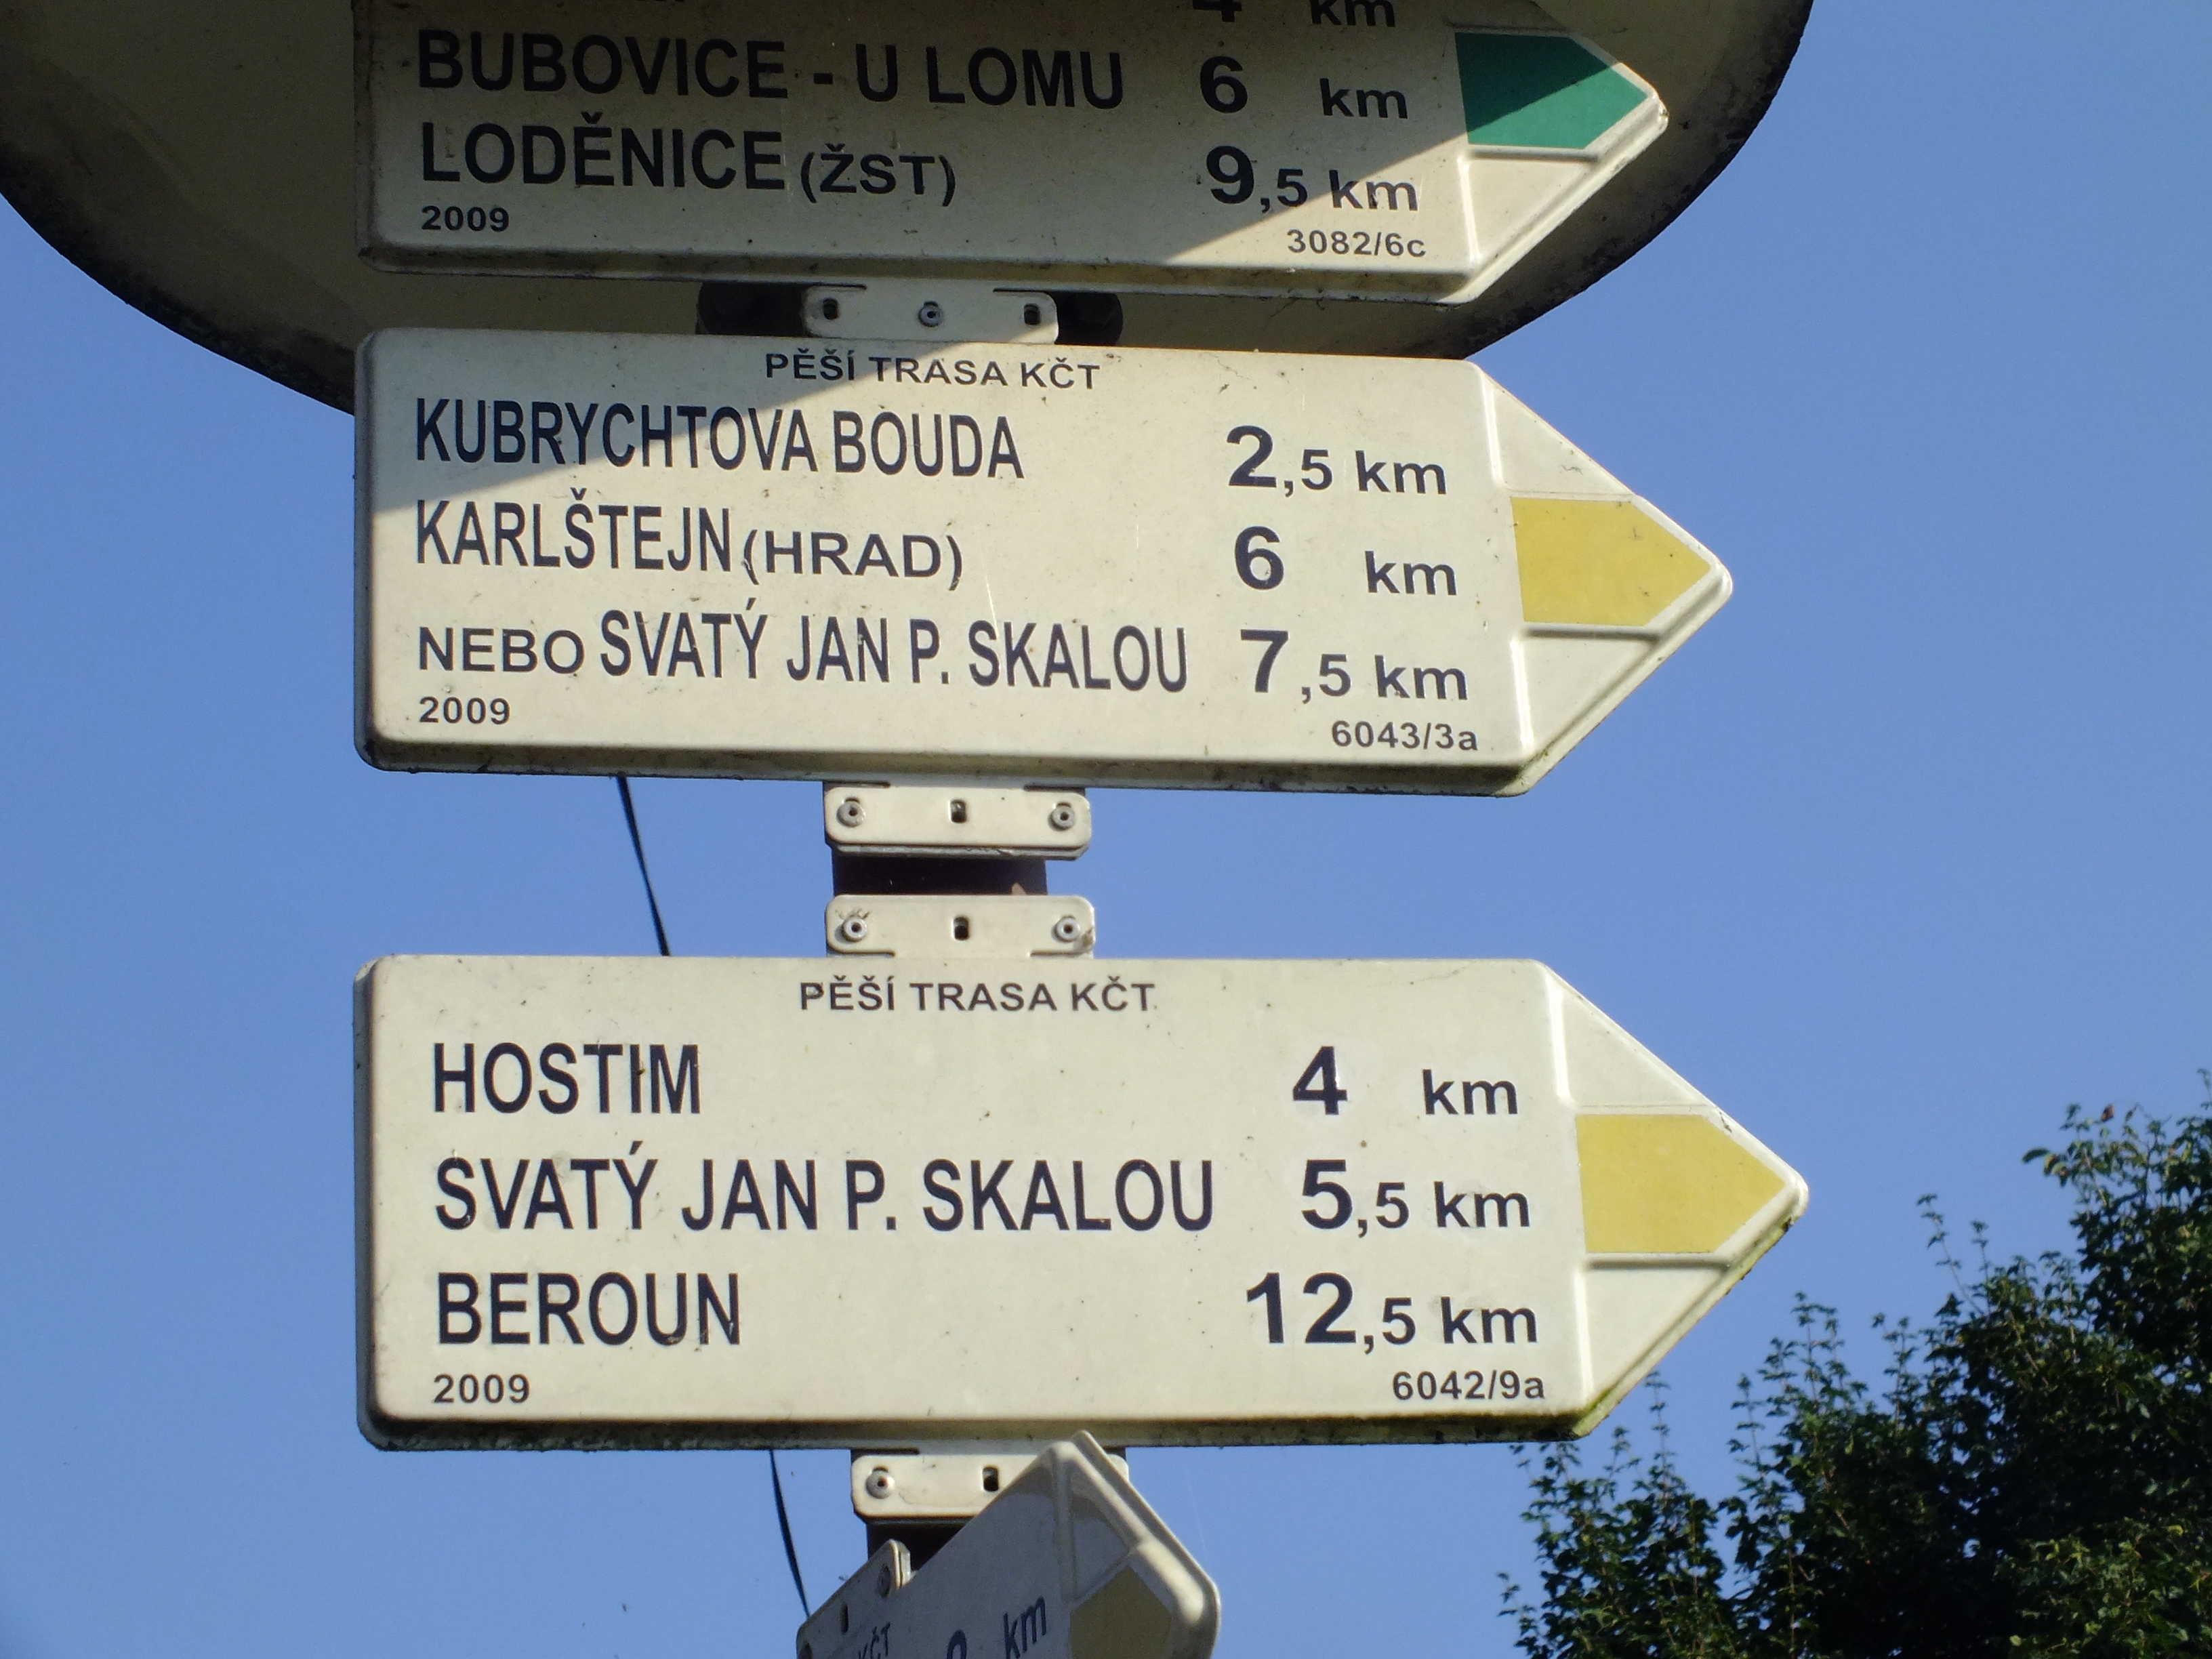 4 km
BUBOVICE - U LOMU 6 km
LODĚNICE (ŽST) 9,5 km
2009 3082/6c
PĚŠÍ TRASA KČT
KUBRYCHTOVA BOUDA 2,5 km
KARLŠTEJN (HRAD) 6 km
NEBO SVATÝ JAN P. SKALOU 7,5 km
2009 6043/3a
PĚŠÍ TRASA KČT
HOSTIM 4 km
SVATÝ JAN P. SKALOU 5,5 km
BEROUN 12,5 km
2009 6042/9a
KČT
km